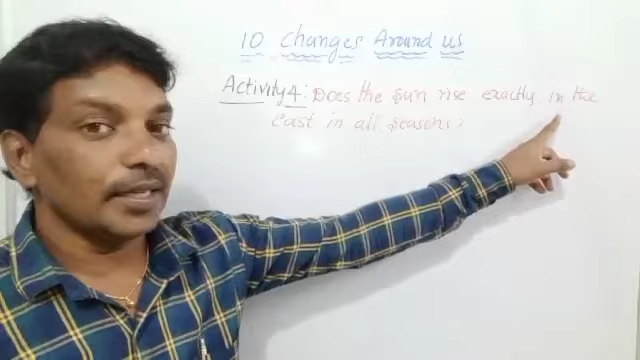 10 Changes Around us
Activity 4: Does the sun rise exactly in the
East in all seasons?